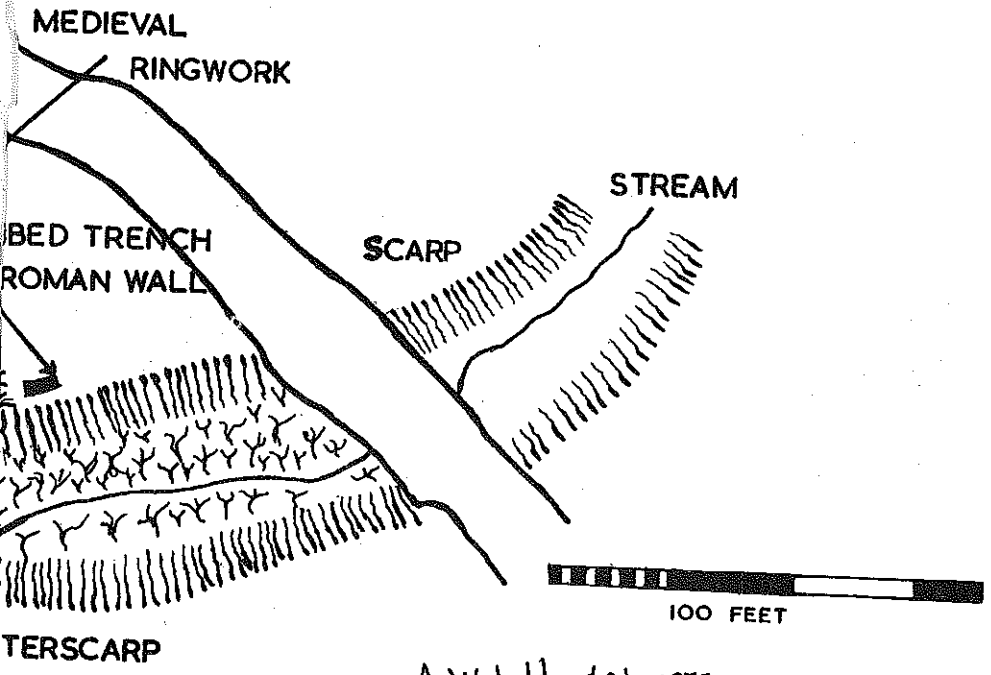 MEDIEVAL
RINGWORK
STREAM
BED TRENCH
SCARP
ROMAN WALL
100 FEET
TERSCARP